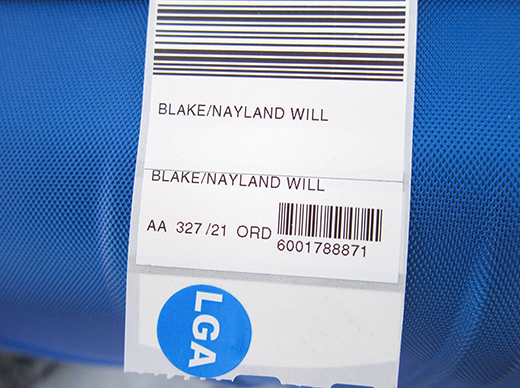 BLAKE/NAYLAND WILL
BLAKE/NAYLAND WILL
AA 327/21 ORD
6001788871
LGA